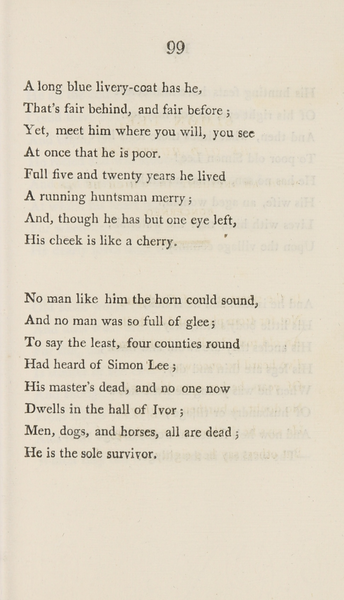 99
A long blue livery-coat has he,
That's fair behind, and fair before;
Yet, meet him where you will, you see
At once that he is poor.
Full five and twenty years he lived
A running huntsman merry;
And, though he has but one eye left,
His cheek is like a cherry.
No man like him the horn could sound,
And no man was so full of glee;
To say the least, four counties round
Had heard of Simon Lee;
His master's dead, and no one now
Dwells in the hall of Ivor;
Men, dogs, and horses, all are dead;
He is the sole survivor.